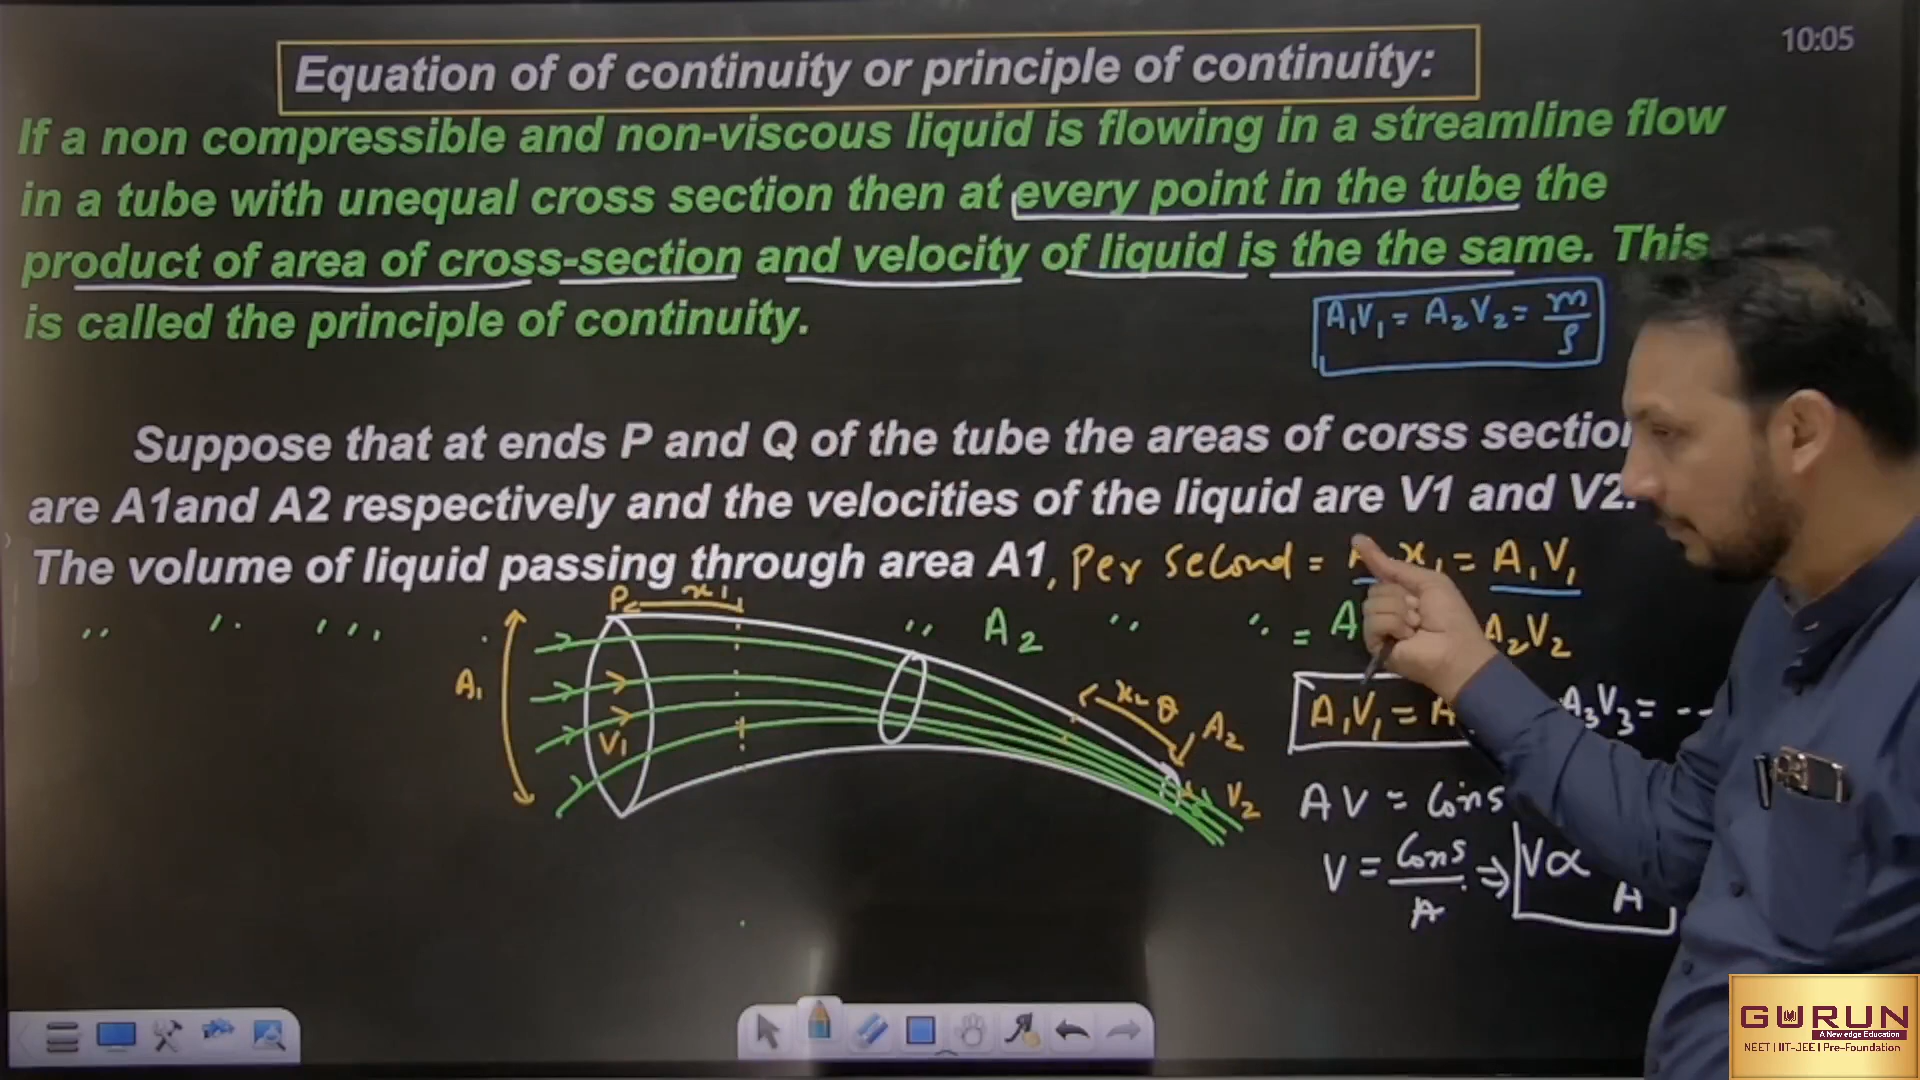 10:05
Equation of of continuity or principle of continuity:
If a non compressible and non-viscous liquid is flowing in a streamline flow
in a tube with unequal cross section then at every point in the tube the
product of area of cross-section and velocity of liquid is the the same. This
is called the principle of continuity.
A₁V₁ = A₂V₂ = m/ρ
Suppose that at ends P and Q of the tube the areas of corss section
are A1and A2 respectively and the velocities of the liquid are V1 and V2.
The volume of liquid passing through area A1, Per Second = x₁ = A₁V₁
,, ,, ,,, ,, A₂ ,, ,, = A A₂V₂
P x₁
A₁
V₁
A₂
V₂
A₁V₁ = A₃V₃ = --
AV = Cons
V = Cons/A ⇒ V∝ A
GURUKUN
A New edge Education
NEET | IIT-JEE | Pre-Foundation